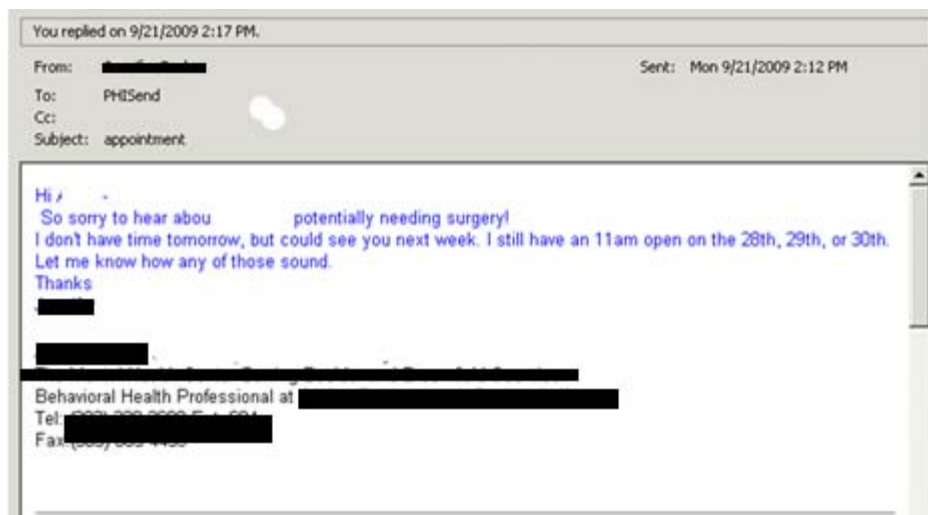 You replied on 9/21/2009 2:17 PM.
From: Sent: Mon 9/21/2009 2:12 PM
To: PHISend
Cc:
Subject: appointment
Hi
So sorry to hear abou potentially needing surgery!
I don't have time tomorrow, but could see you next week. I still have an 11am open on the 28th, 29th, or 30th.
Let me know how any of those sound.
Thanks
Behavioral Health Professional at
Tel:
Fax: